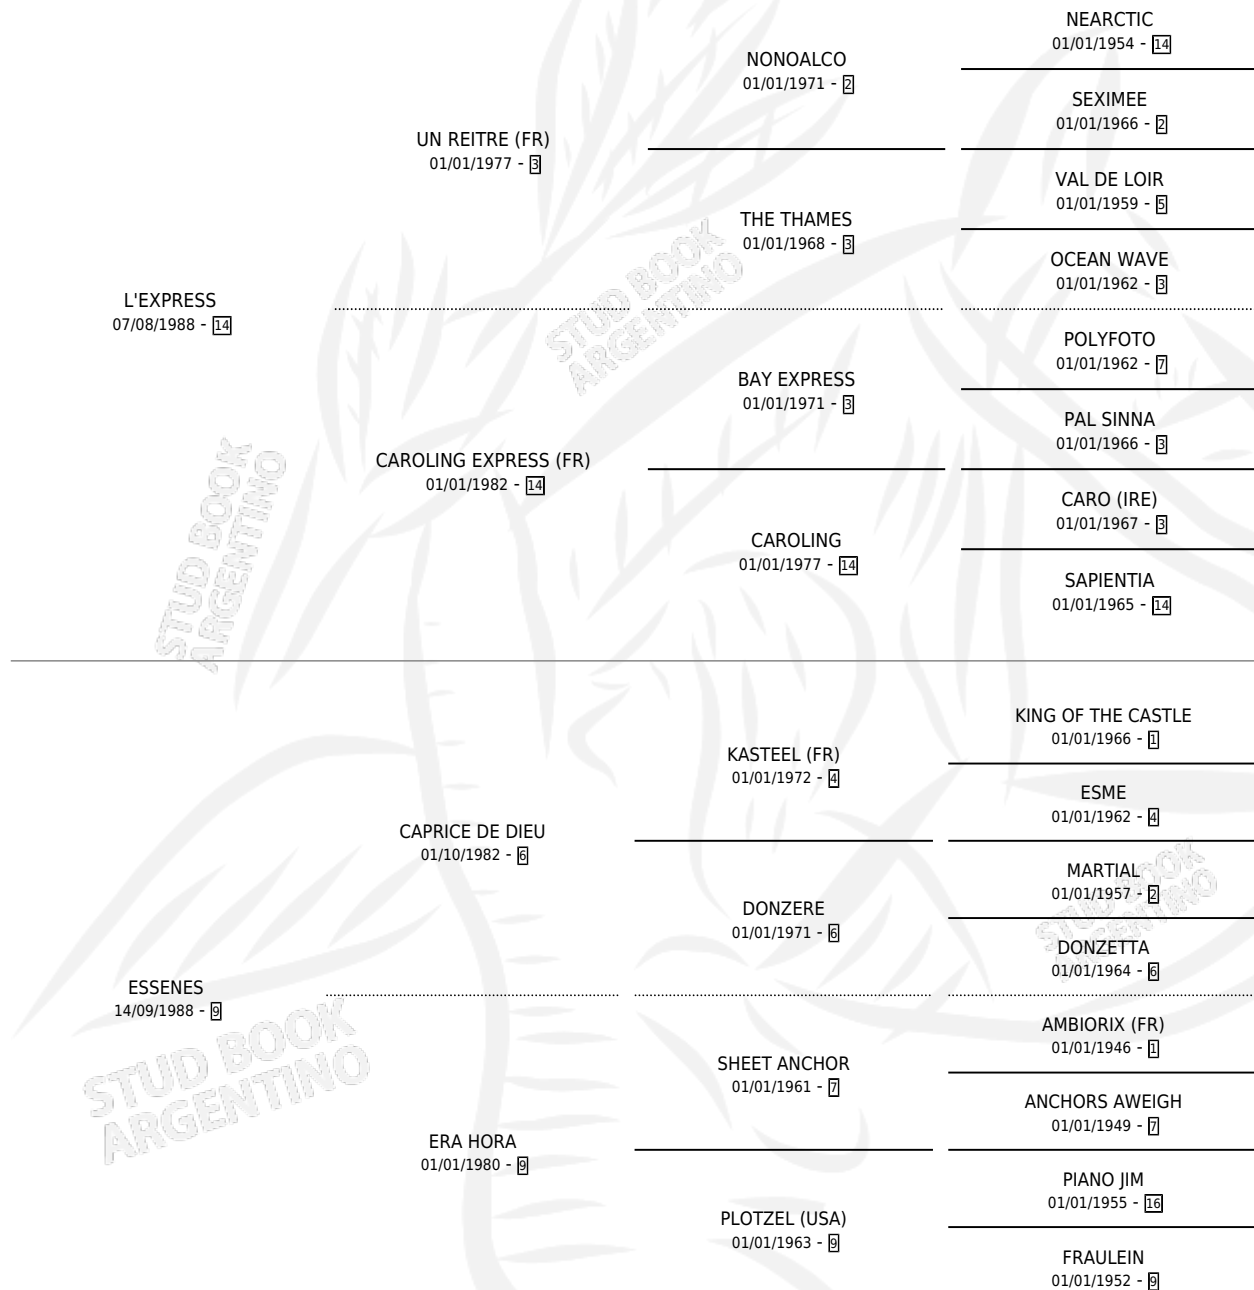 NEARCTIC
01/01/1954 - 14
NONOALCO
01/01/1971 - 2
SEXIMEE
01/01/1966 - 2
UN REITRE (FR)
01/01/1977 - 3
VAL DE LOIR
01/01/1959 - 5
THE THAMES
01/01/1968 - 3
OCEAN WAVE
01/01/1962 - 3
L'EXPRESS
07/08/1988 - 14
POLYFOTO
01/01/1962 - 7
BAY EXPRESS
01/01/1971 - 3
PAL SINNA
01/01/1966 - 3
CAROLING EXPRESS (FR)
01/01/1982 - 14
CARO (IRE)
01/01/1967 - 3
CAROLING
01/01/1977 - 14
SAPIENTIA
01/01/1965 - 14
KING OF THE CASTLE
01/01/1966 - 1
KASTEEL (FR)
01/01/1972 - 4
ESME
01/01/1962 - 4
CAPRICE DE DIEU
01/10/1982 - 6
MARTIAL
01/01/1957 - 2
DONZERE
01/01/1971 - 6
DONZETTA
01/01/1964 - 6
ESSENES
14/09/1988 - 9
AMBIORIX (FR)
01/01/1946 - 1
SHEET ANCHOR
01/01/1961 - 7
ANCHORS AWEIGH
01/01/1949 - 7
ERA HORA
01/01/1980 - 9
PIANO JIM
01/01/1955 - 16
PLOTZEL (USA)
01/01/1963 - 9
FRAULEIN
01/01/1952 - 9
STUD BOOK
ARGENTINO
STUD BOOK
ARGENTINO
STUD BOOK
ARGENTINO
STUD BOOK
ARGENTINO